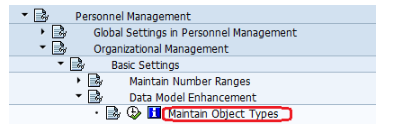 Personnel Management
Global Settings in Personnel Management
Organizational Management
Basic Settings
Maintain Number Ranges
Data Model Enhancement
Maintain Object Types